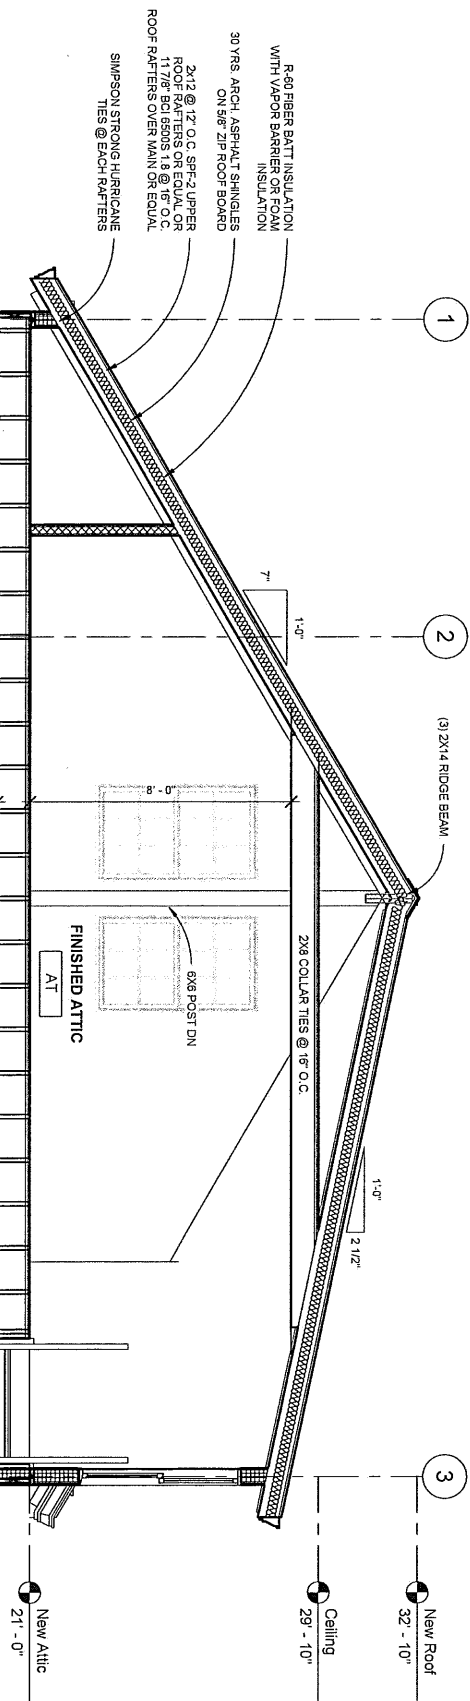 R-60 FIBER BATT INSULATION
WITH VAPOR BARRIER OR FOAM
INSULATION
30 YRS. ARCH. ASPHALT SHINGLES
ON 5/8" ZIP ROOF BOARD
2x12 @ 12" O.C. SPF-2 UPPER
ROOF RAFTERS OR EQUAL OR
11 7/8" BCI 6500S 1.8 @ 16" O.C.
ROOF RAFTERS OVER MAIN OR EQUAL
SIMPSON STRONG HURRICANE
TIES @ EACH RAFTERS
1
2
3
7"
1'-0"
(3) 2X14 RIDGE BEAM
8' - 0"
2X8 COLLAR TIES @ 16" O.C.
6X6 POST DN
FINISHED ATTIC
AT
1'-0"
2 1/2"
New Roof
32' - 10"
Ceiling
29' - 10"
New Attic
21' - 0"